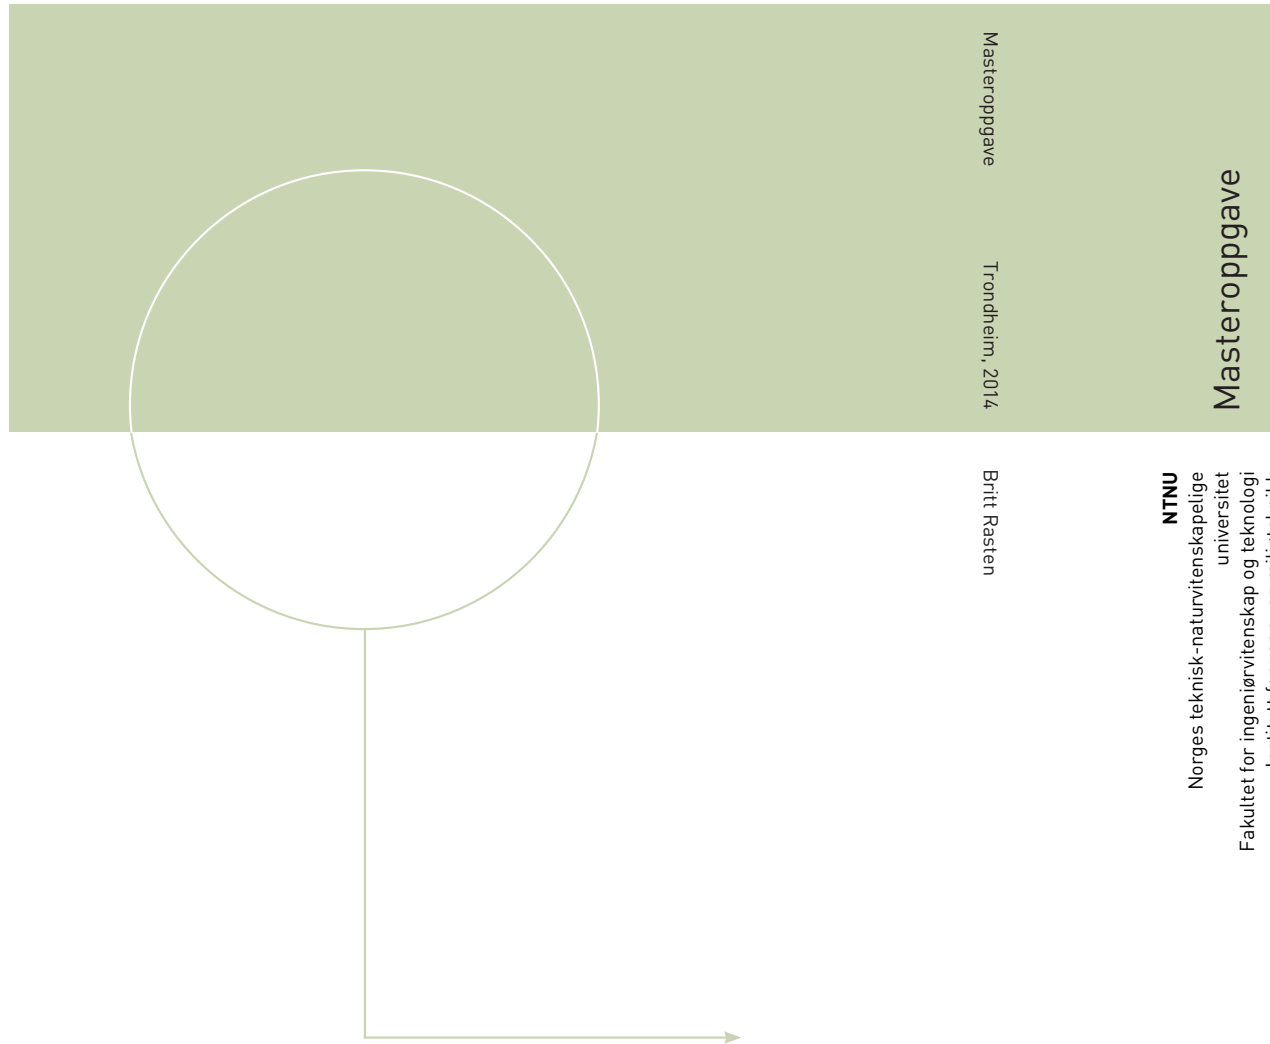 Masteroppgave
Trondheim, 2014
Britt Rasten
Masteroppgave
NTNU
Norges teknisk-naturvitenskapelige
universitet
Fakultet for ingeniørvitenskap og teknologi